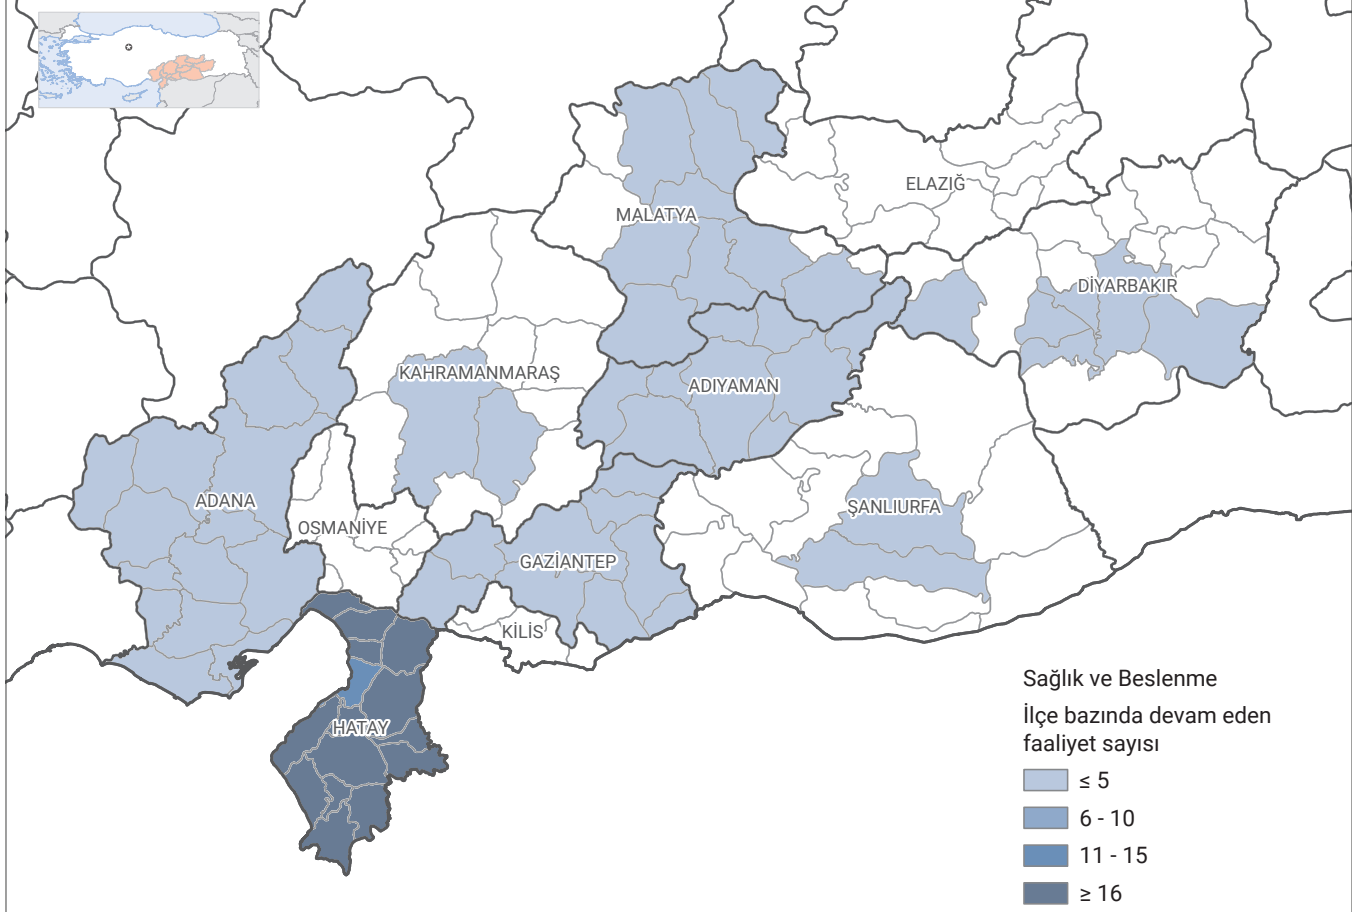 ELAZIĞ
MALATYA
DİYARBAKIR
KAHRAMANMARAŞ
ADIYAMAN
ADANA
ŞANLIURFA
OSMANİYE
GAZİANTEP
KİLİS
HATAY
Sağlık ve Beslenme
İlçe bazında devam eden
faaliyet sayısı
≤ 5
6 - 10
11 - 15
≥ 16